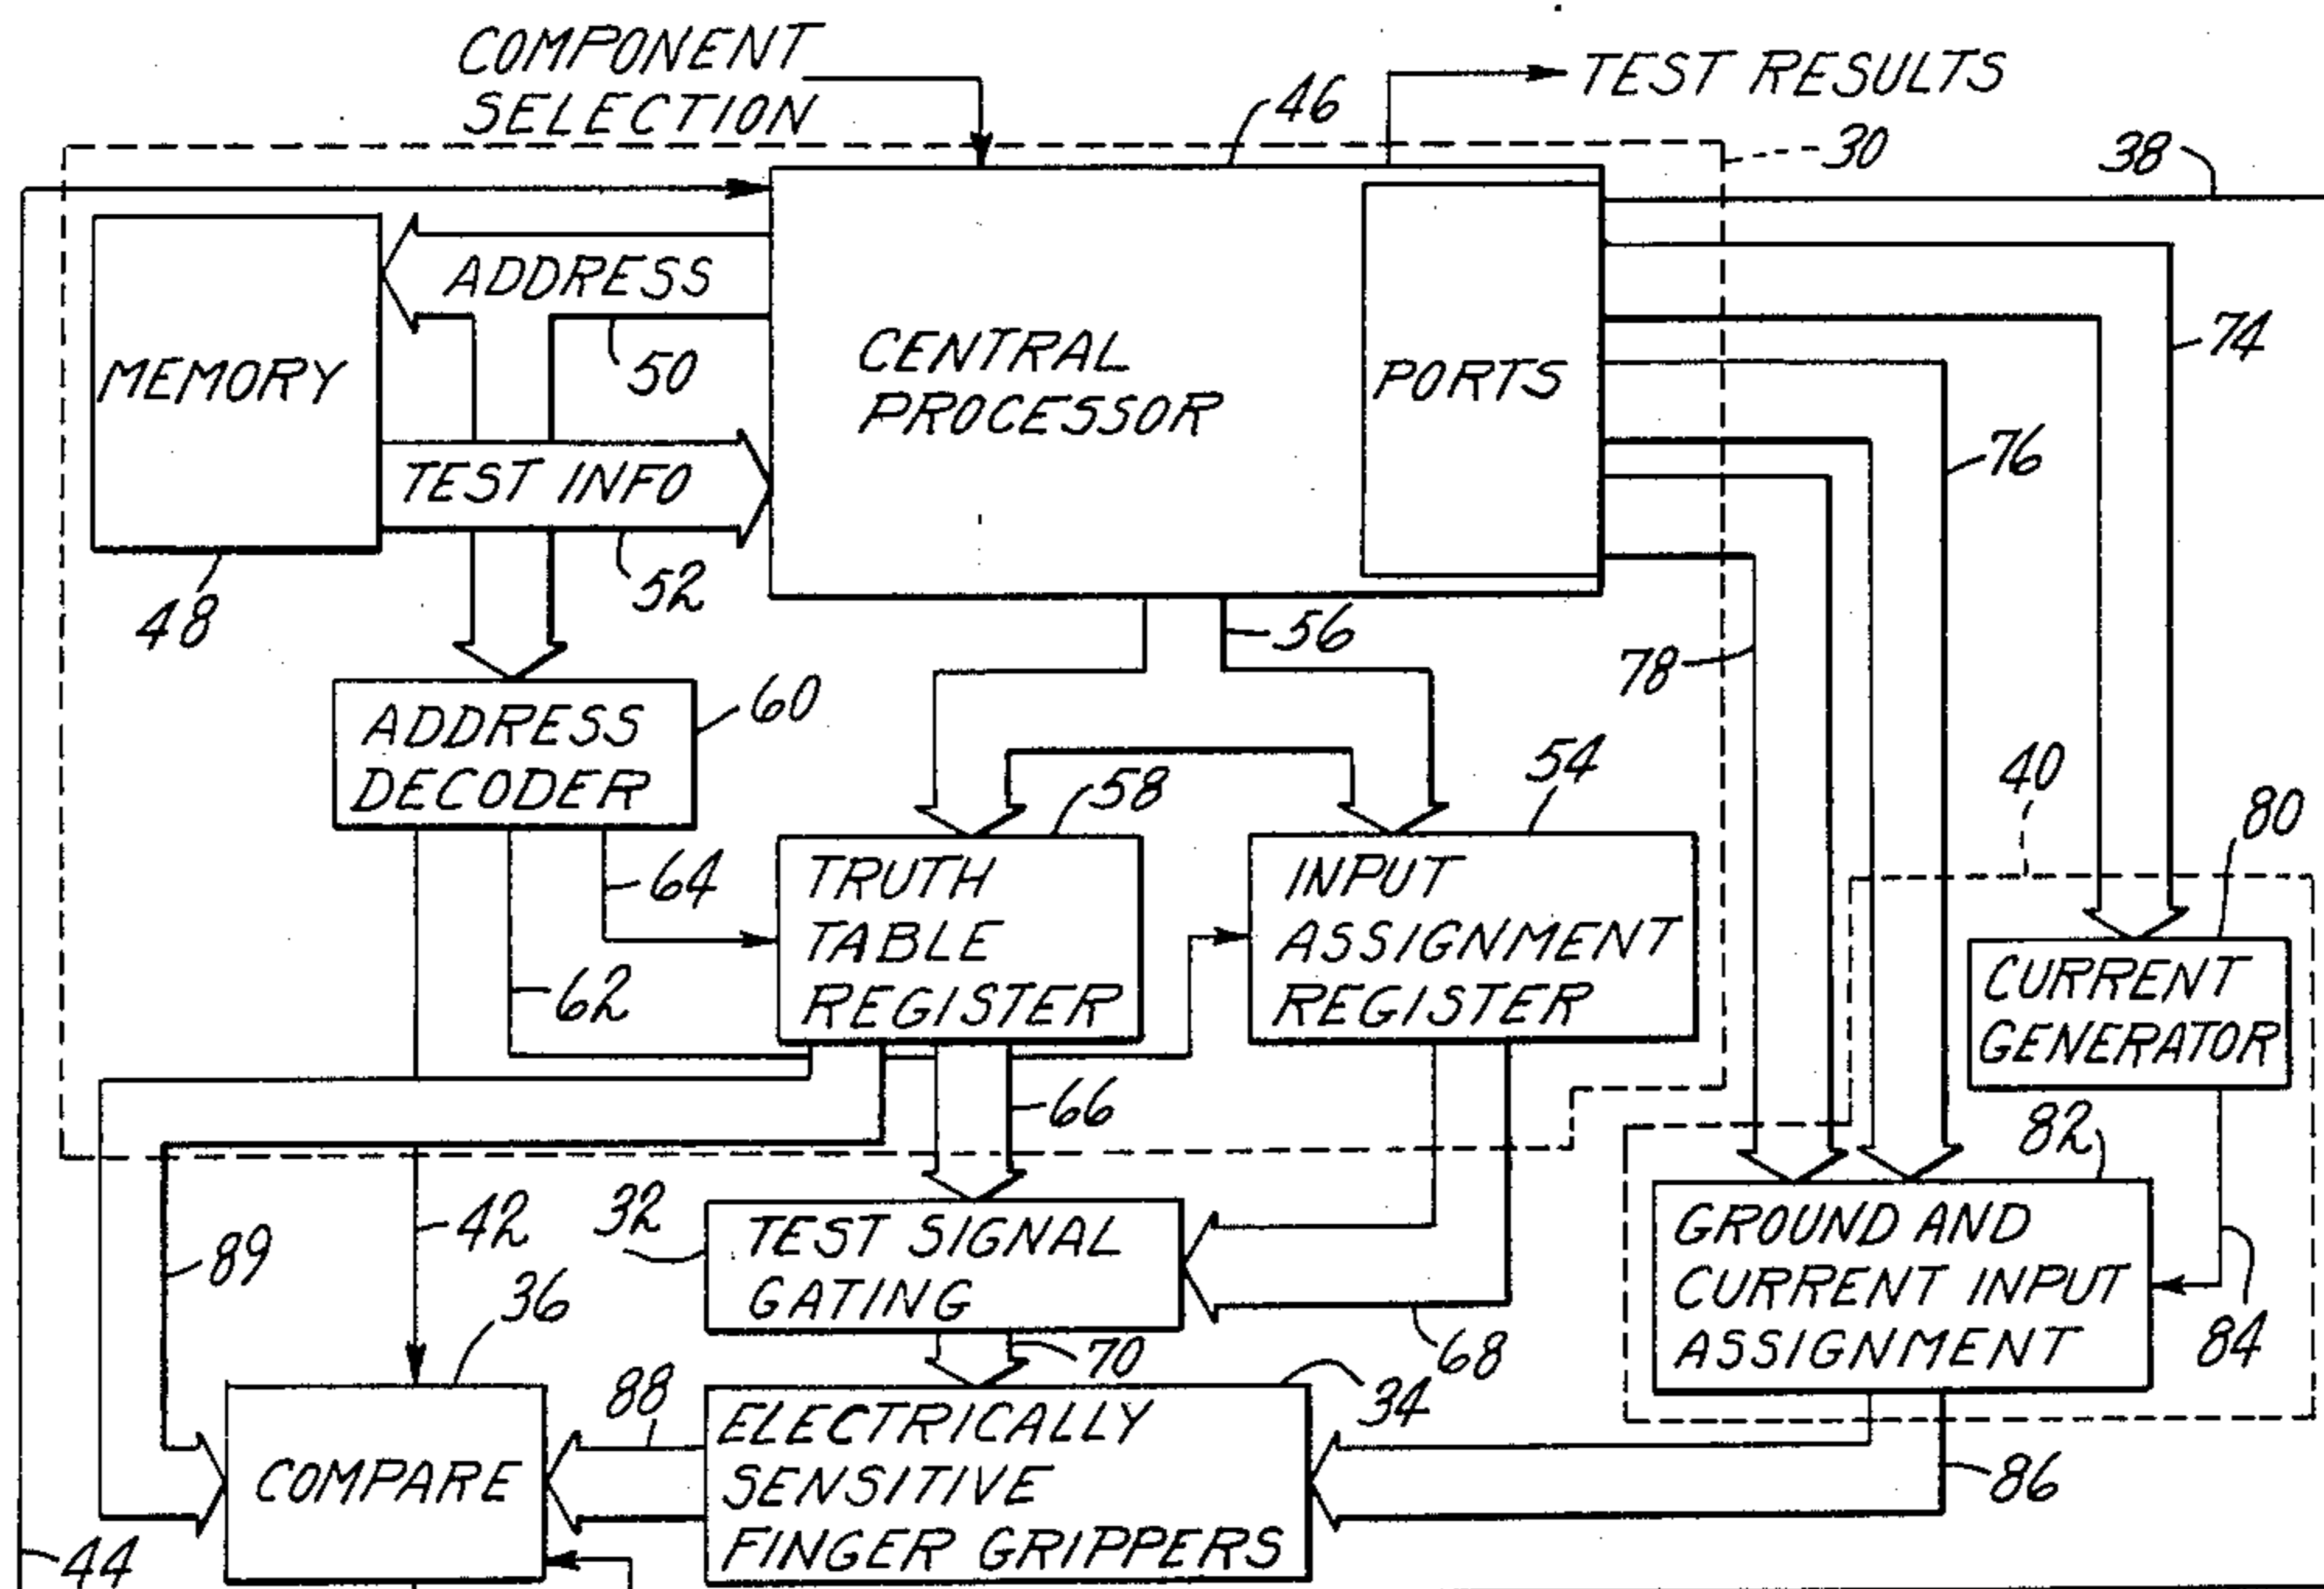 COMPONENT
SELECTION
TEST RESULTS
46
30
38
ADDRESS
50
MEMORY
CENTRAL
PROCESSOR
PORTS
74
76
TEST INFO
52
48
56
78
ADDRESS
DECODER
60
58
54
40
80
64
62
TRUTH
TABLE
REGISTER
INPUT
ASSIGNMENT
REGISTER
CURRENT
GENERATOR
66
82
89
42
32
TEST SIGNAL
GATING
GROUND AND
CURRENT INPUT
ASSIGNMENT
84
36
70
68
34
88
COMPARE
ELECTRICALLY
SENSITIVE
FINGER GRIPPERS
86
44